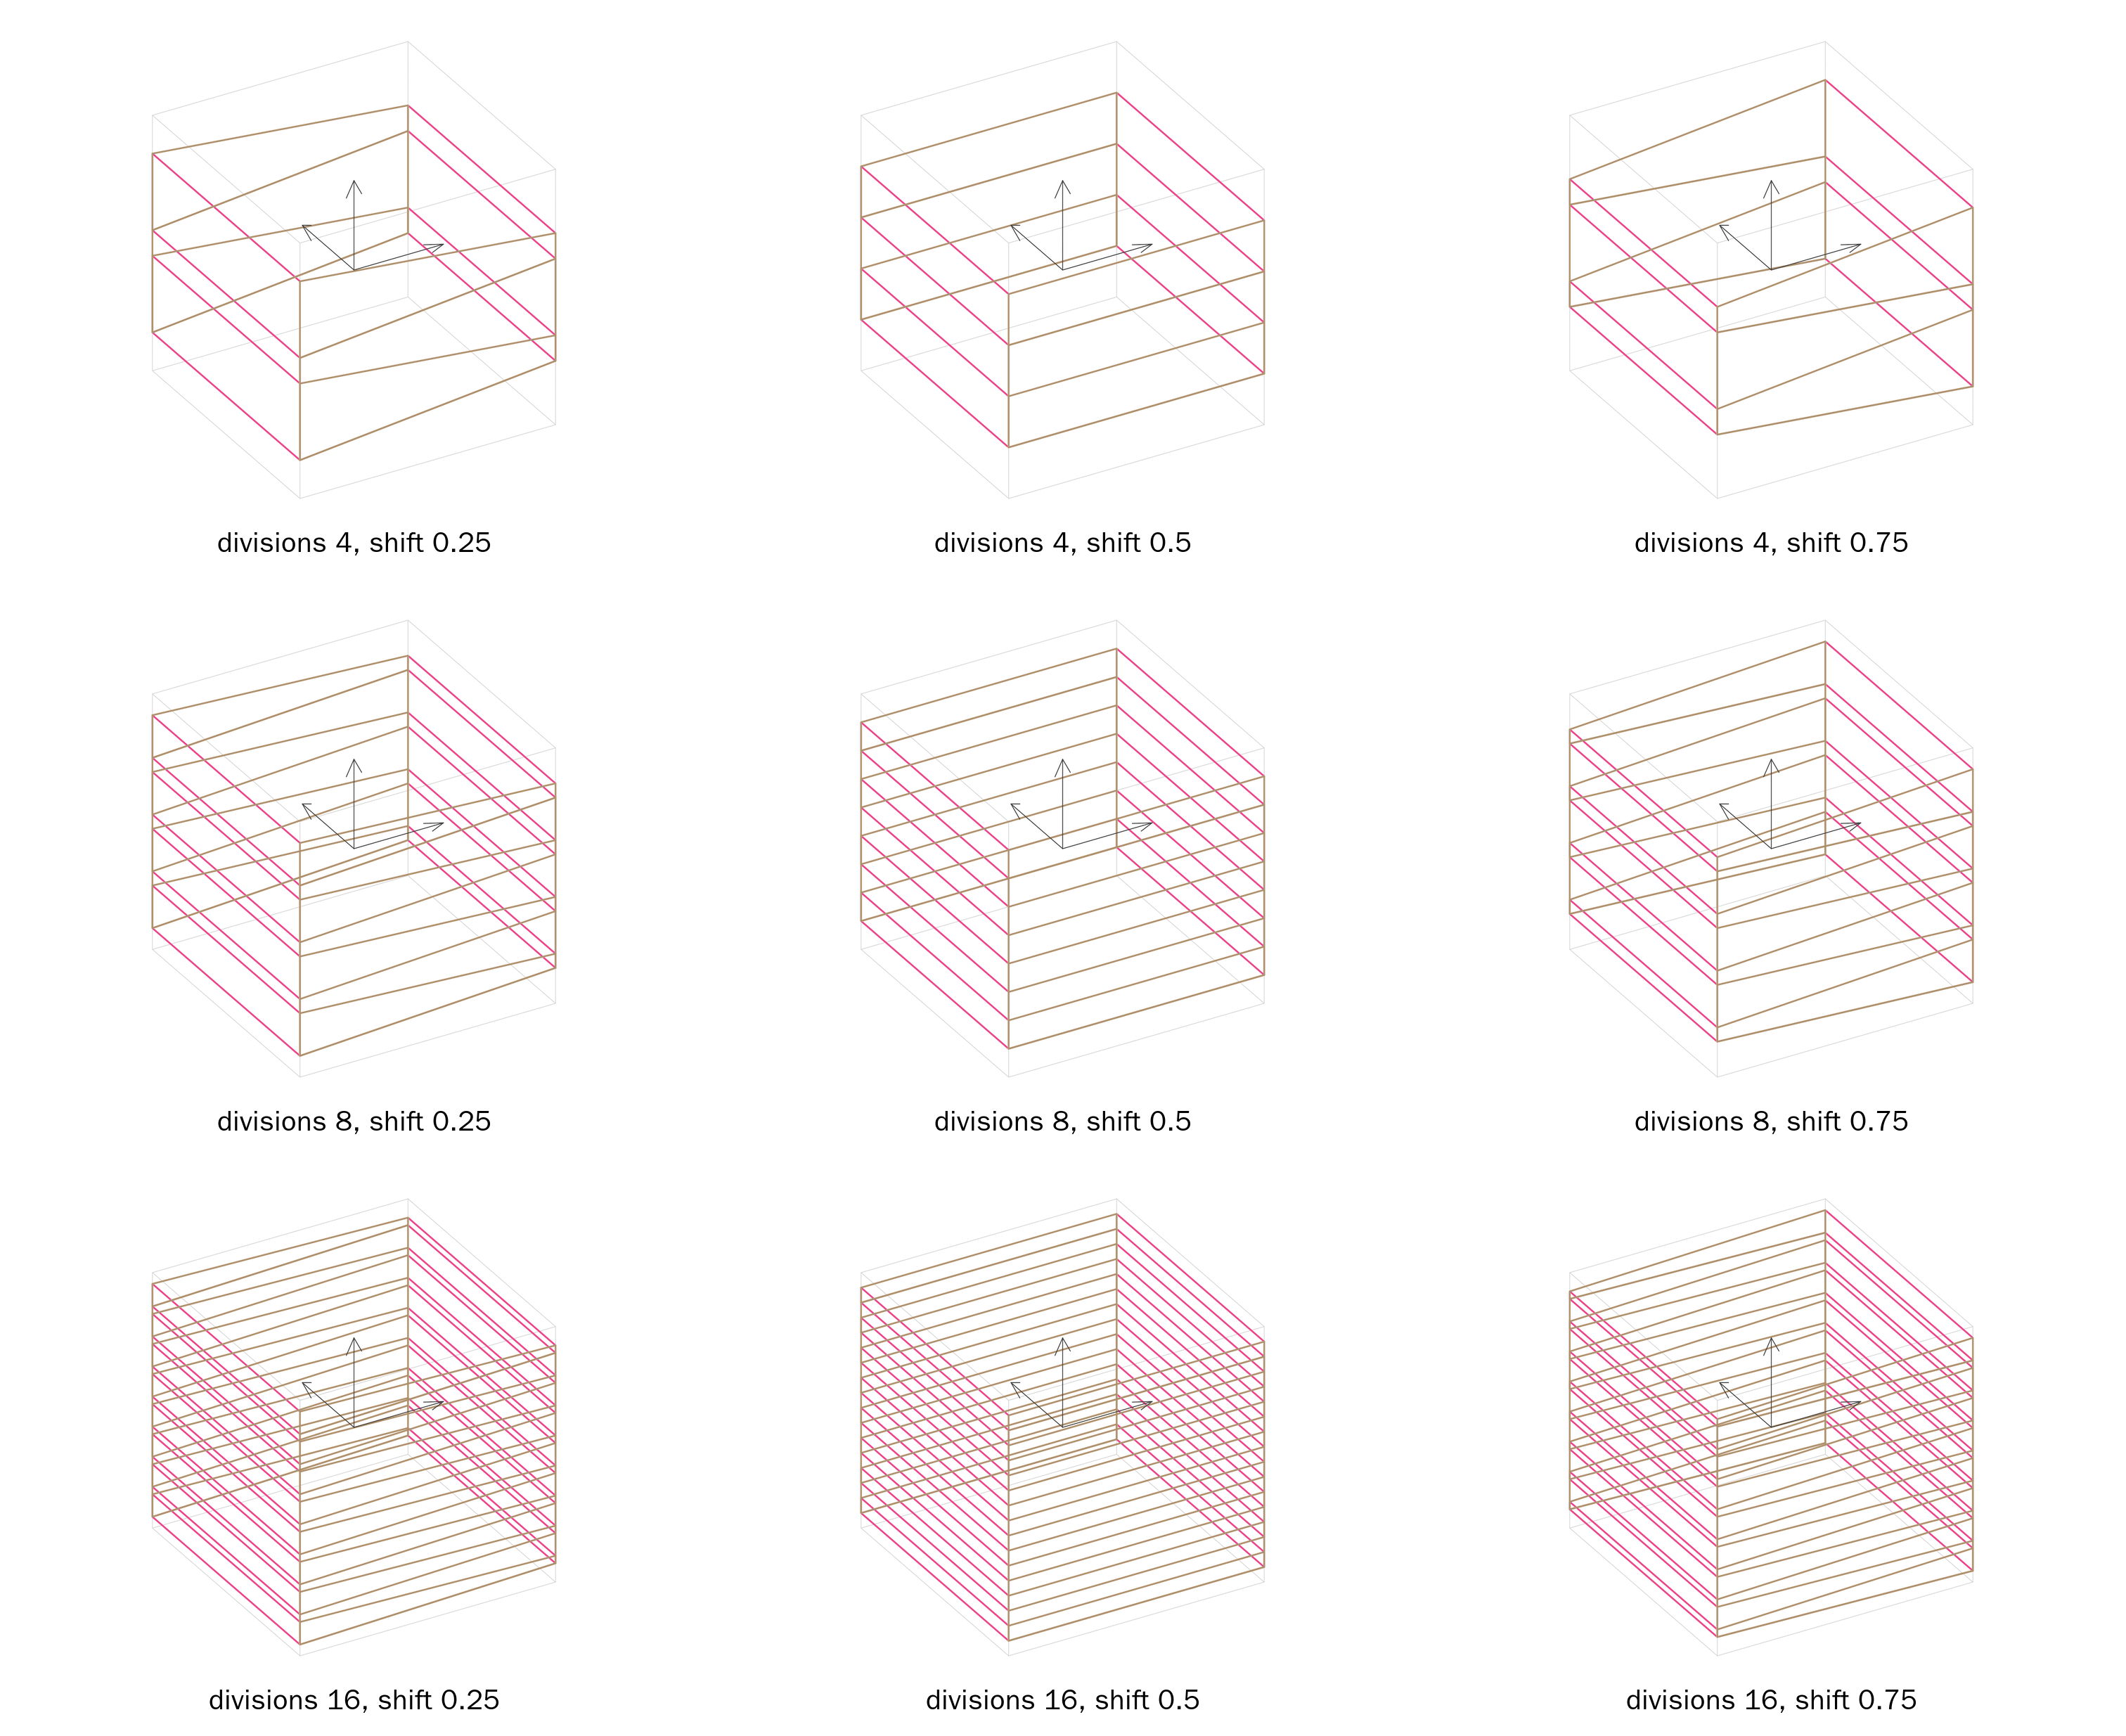 divisions 4, shift 0.25
divisions 4, shift 0.5
divisions 4, shift 0.75
divisions 8, shift 0.25
divisions 8, shift 0.5
divisions 8, shift 0.75
divisions 16, shift 0.25
divisions 16, shift 0.5
divisions 16, shift 0.75